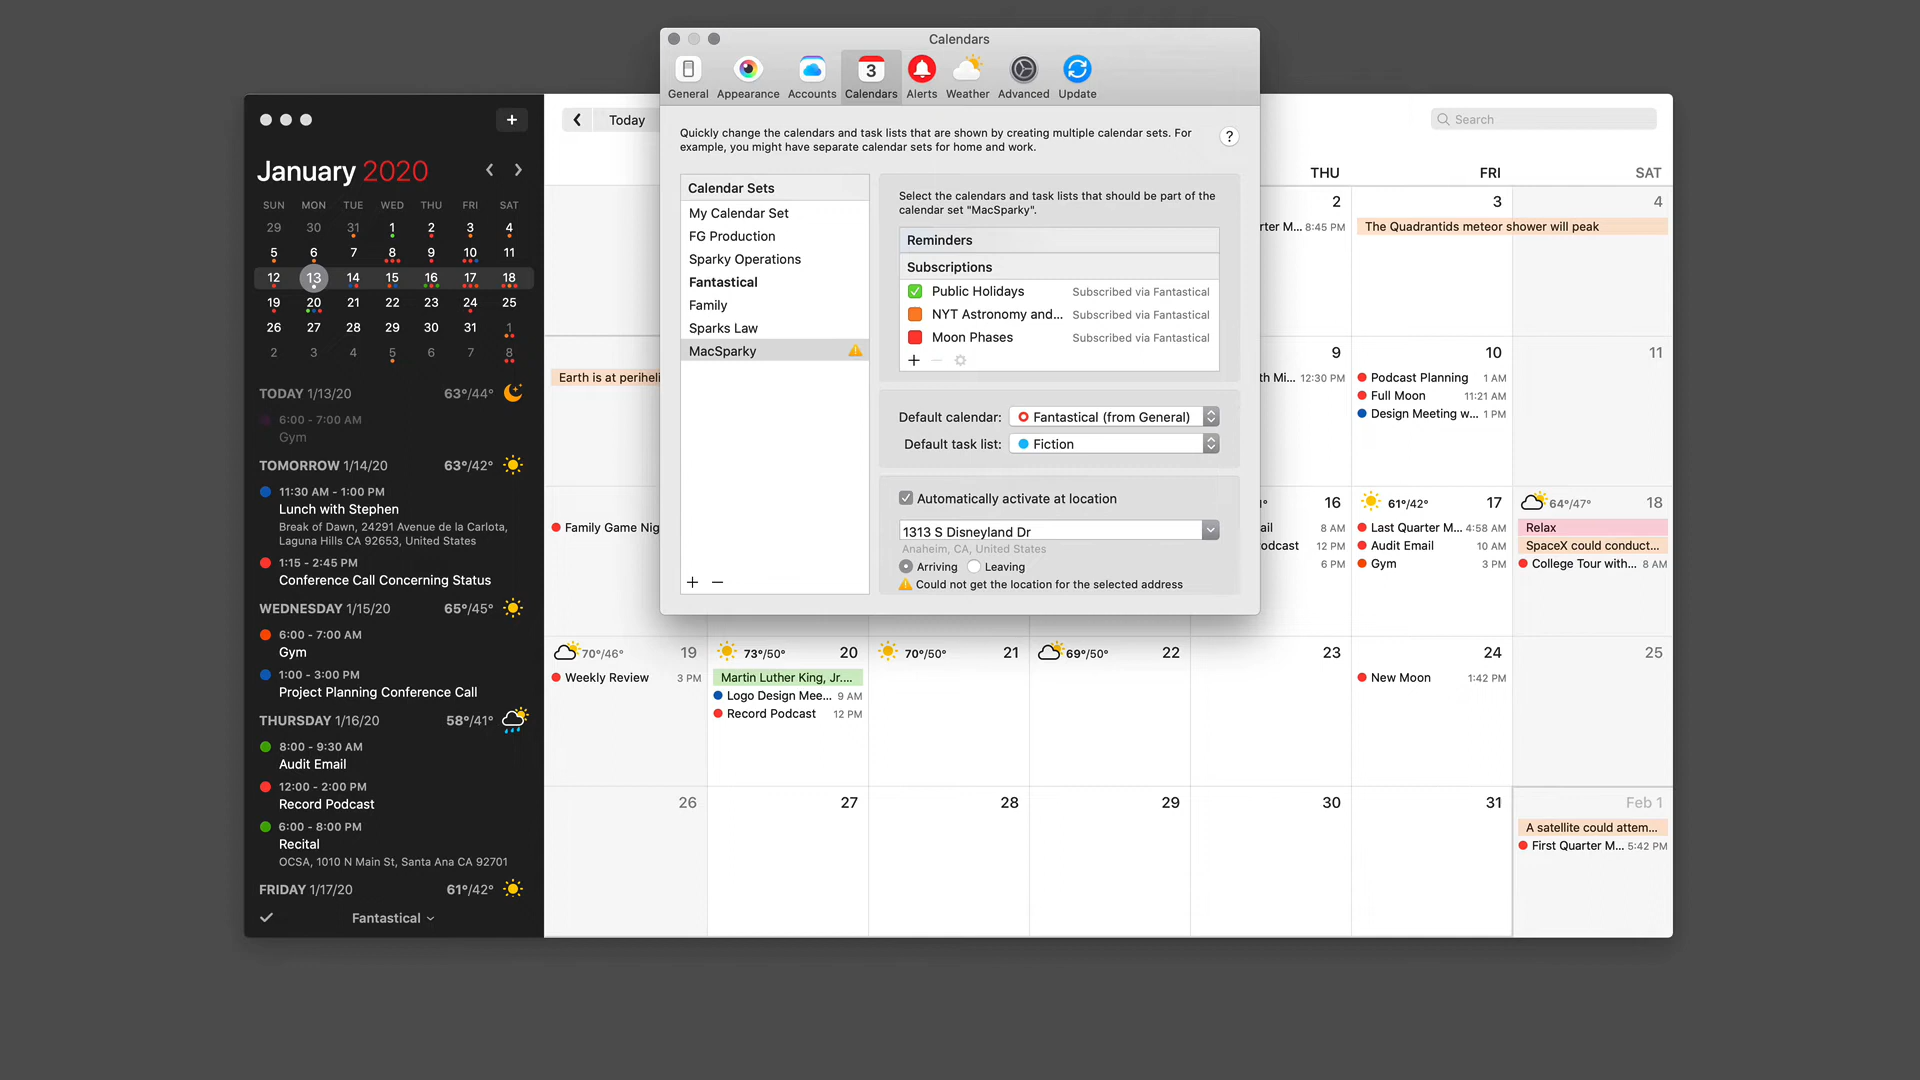 Calendars
General Appearance Accounts 3 Calendars Alerts Weather Advanced Update
Quickly change the calendars and task lists that are shown by creating multiple calendar sets. For
example, you might have separate calendar sets for home and work.
?
Calendar Sets
My Calendar Set
FG Production
Sparky Operations
Fantastical
Family
Sparks Law
MacSparky
+ −
Select the calendars and task lists that should be part of the
calendar set "MacSparky".
Reminders
Subscriptions
Public Holidays Subscribed via Fantastical
NYT Astronomy and... Subscribed via Fantastical
Moon Phases Subscribed via Fantastical
+ −
Default calendar: Fantastical (from General)
Default task list: Fiction
Automatically activate at location
1313 S Disneyland Dr
Anaheim, CA, United States
Arriving Leaving
Could not get the location for the selected address
+
January 2020 < >
SUN MON TUE WED THU FRI SAT
29 30 31 1 2 3 4
5 6 7 8 9 10 11
12 13 14 15 16 17 18
19 20 21 22 23 24 25
26 27 28 29 30 31 1
2 3 4 5 6 7 8
TODAY 1/13/20 63°/44°
6:00 - 7:00 AM
Gym
TOMORROW 1/14/20 63°/42°
11:30 AM - 1:00 PM
Lunch with Stephen
Break of Dawn, 24291 Avenue de la Carlota,
Laguna Hills CA 92653, United States
1:15 - 2:45 PM
Conference Call Concerning Status
WEDNESDAY 1/15/20 65°/45°
6:00 - 7:00 AM
Gym
1:00 - 3:00 PM
Project Planning Conference Call
THURSDAY 1/16/20 58°/41°
8:00 - 9:30 AM
Audit Email
12:00 - 2:00 PM
Record Podcast
6:00 - 8:00 PM
Recital
OCSA, 1010 N Main St, Santa Ana CA 92701
FRIDAY 1/17/20 61°/42°
Fantastical
< Today
Search
THU FRI SAT
2 3 4
rter M... 8:45 PM The Quadrantids meteor shower will peak
9 10 11
Earth is at periheli
th Mi... 12:30 PM Podcast Planning 1 AM
Full Moon 11:21 AM
Design Meeting w... 1 PM
16 61°/42° 17 64°/47° 18
Family Game Nig
ail 8 AM Last Quarter M... 4:58 AM Relax
odcast 12 PM Audit Email 10 AM SpaceX could conduct...
6 PM Gym 3 PM College Tour with... 8 AM
70°/46° 19 73°/50° 20 70°/50° 21 69°/50° 22 23 24 25
Weekly Review 3 PM Martin Luther King, Jr.... New Moon 1:42 PM
Logo Design Mee... 9 AM
Record Podcast 12 PM
26 27 28 29 30 31 Feb 1
A satellite could attem...
First Quarter M... 5:42 PM